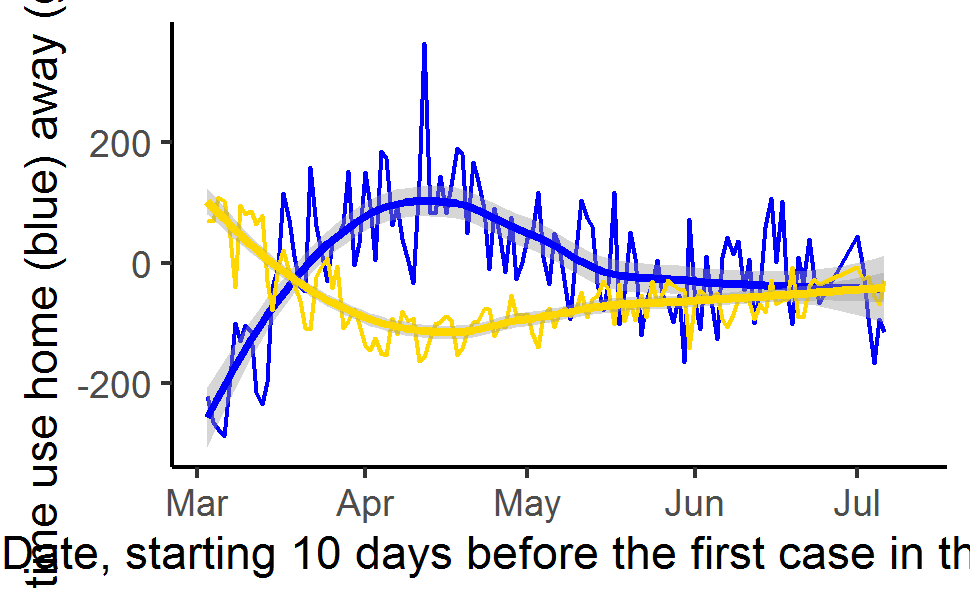 time use home (blue) away (
200
0
-200
Mar Apr May Jun Jul
Date, starting 10 days before the first case in th